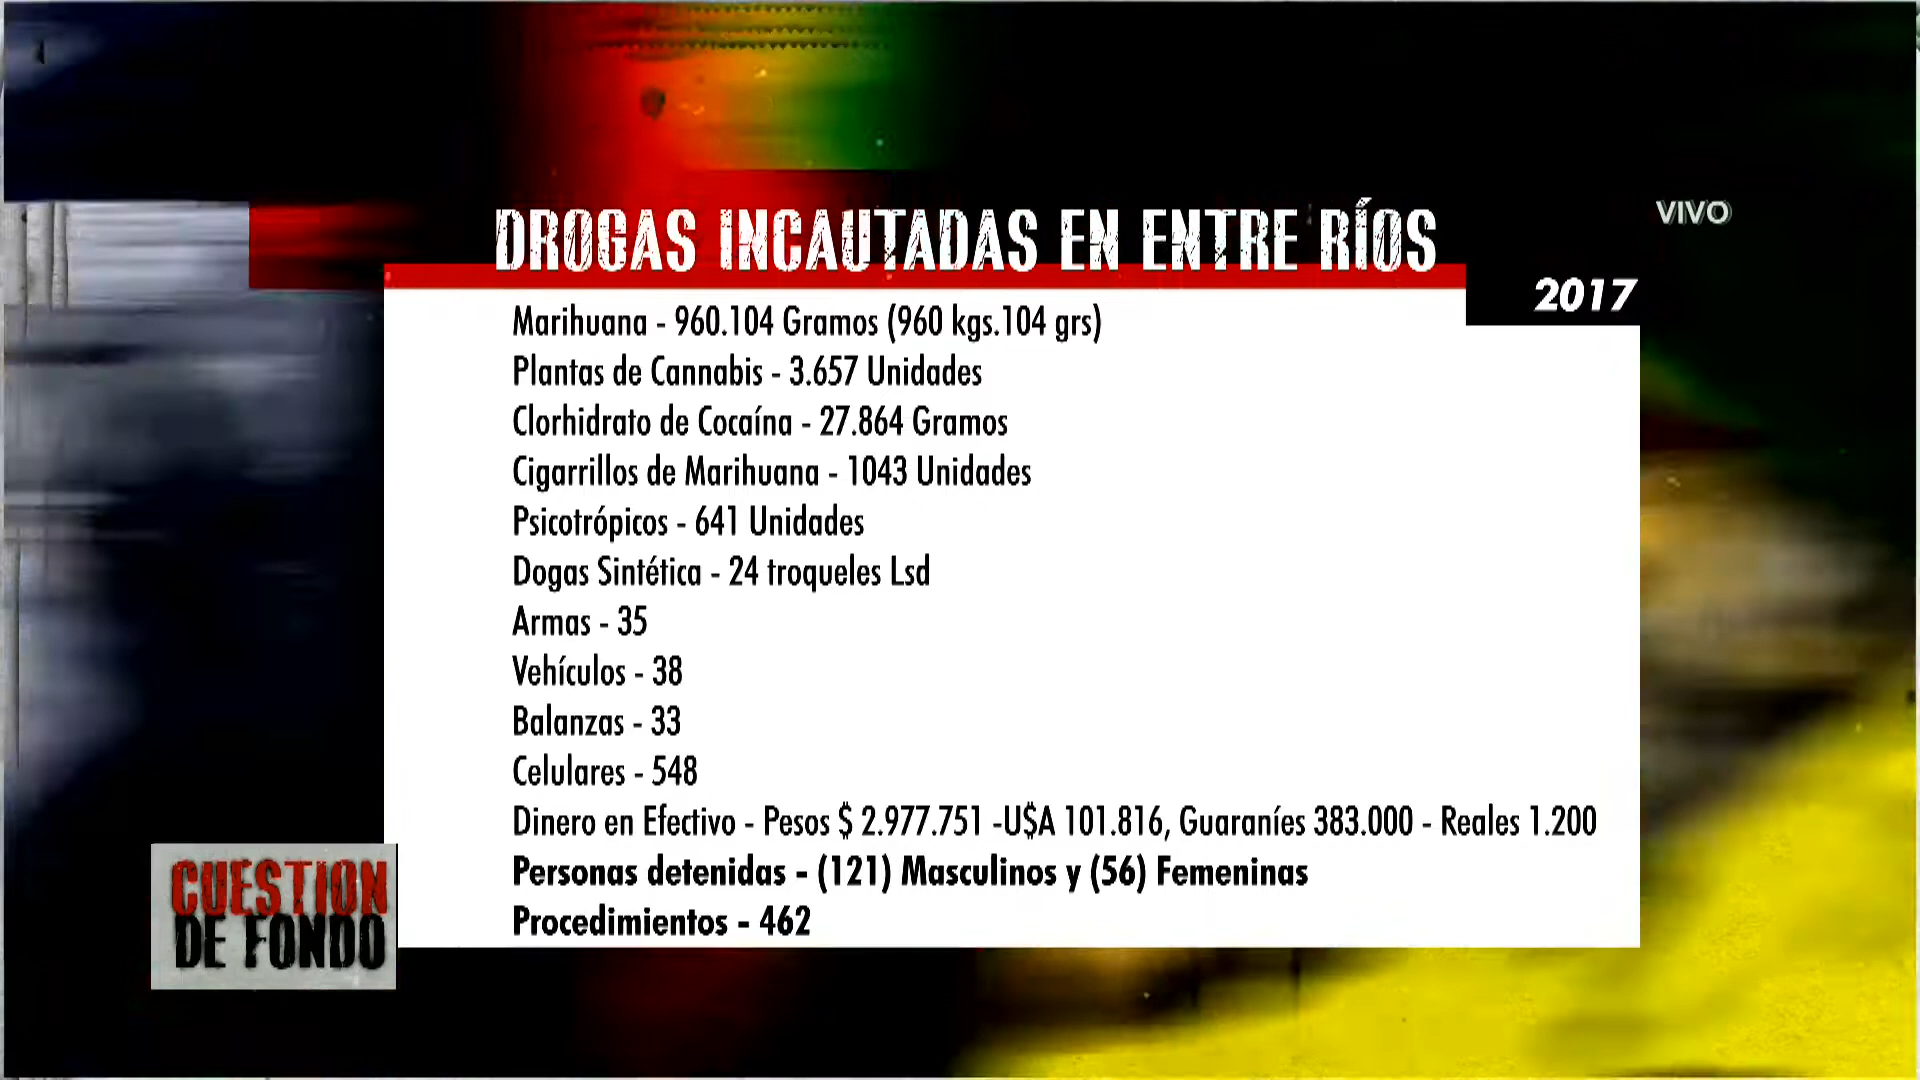 DROGAS INCAUTADAS EN ENTRE RÍOS
VIVO
2017
Marihuana - 960.104 Gramos (960 kgs.104 grs)
Plantas de Cannabis - 3.657 Unidades
Clorhidrato de Cocaína - 27.864 Gramos
Cigarrillos de Marihuana - 1043 Unidades
Psicotrópicos - 641 Unidades
Dogas Sintética - 24 troqueles Lsd
Armas - 35
Vehículos - 38
Balanzas - 33
Celulares - 548
Dinero en Efectivo - Pesos $ 2.977.751 -U$A 101.816, Guaraníes 383.000 - Reales 1.200
Personas detenidas - (121) Masculinos y (56) Femeninas
Procedimientos - 462
CUESTION
DE FONDO